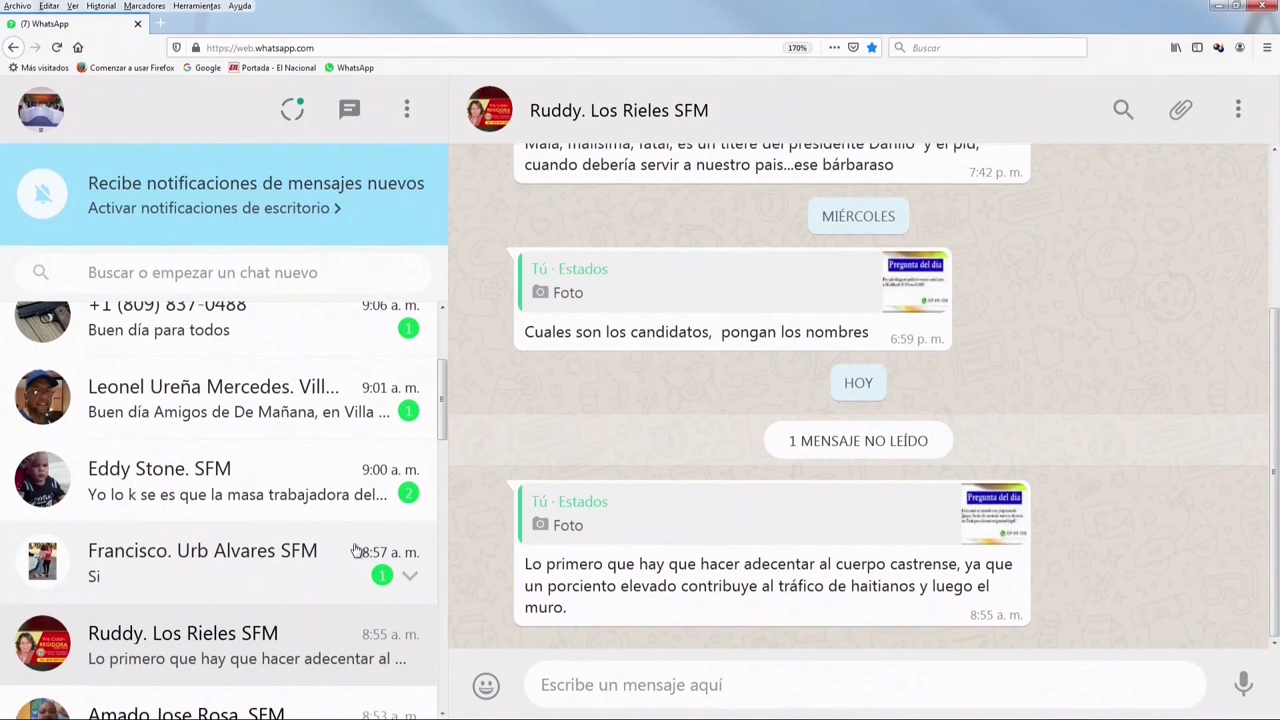 Archivo Editar Ver Historial Marcadores Herramientas Ayuda
(7) WhatsApp
https://web.whatsapp.com
170%
Buscar
Más visitados Comenzar a usar Firefox Google Portada - El Nacional WhatsApp
Recibe notificaciones de mensajes nuevos
Activar notificaciones de escritorio
Buscar o empezar un chat nuevo
+1 (809) 837-0488 9:06 a. m.
Buen día para todos 1
Leonel Ureña Mercedes. Vill... 9:01 a. m.
Buen día Amigos de De Mañana, en Villa ... 1
Eddy Stone. SFM 9:00 a. m.
Yo lo k se es que la masa trabajadora del... 2
Francisco. Urb Alvares SFM 8:57 a. m.
Si 1
Ruddy. Los Rieles SFM 8:55 a. m.
Lo primero que hay que hacer adecentar al ...
Amado Jose Rosa. SFM 8:53 a. m.
Ruddy. Los Rieles SFM
Mala, malisima, fatal, es un titere del presidente Danilo y el pld,
cuando debería servir a nuestro pais...ese bárbaraso
7:42 p. m.
MIÉRCOLES
Tú · Estados
Foto
Pregunta del día
Cuales son los candidatos, pongan los nombres
6:59 p. m.
HOY
1 MENSAJE NO LEÍDO
Tú · Estados
Foto
Pregunta del día
Lo primero que hay que hacer adecentar al cuerpo castrense, ya que
un porciento elevado contribuye al tráfico de haitianos y luego el
muro.
8:55 a. m.
Escribe un mensaje aquí